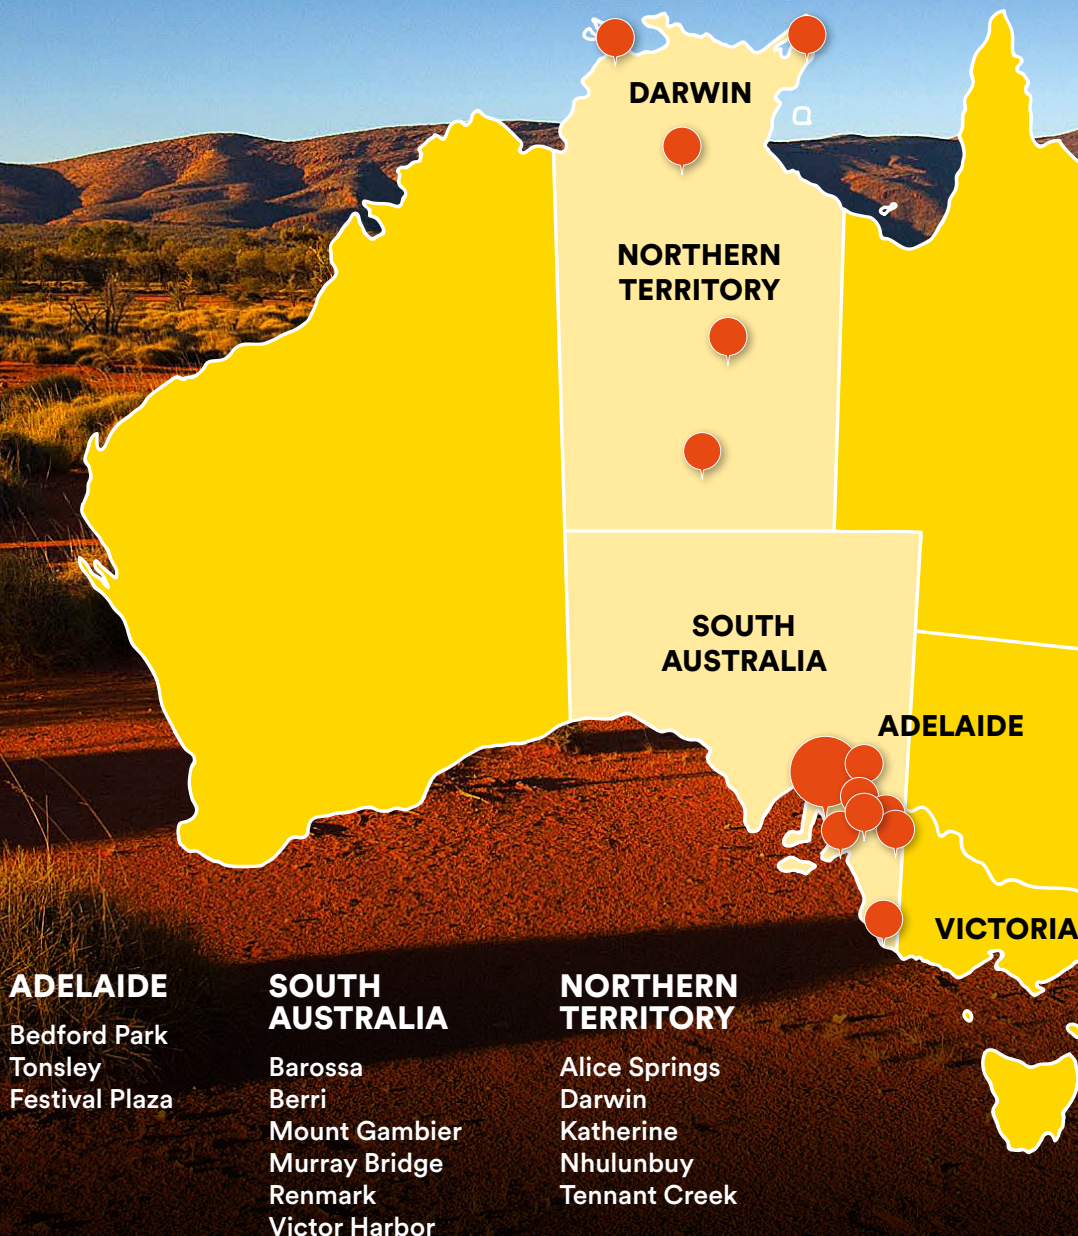 DARWIN
NORTHERN
TERRITORY
SOUTH
AUSTRALIA
ADELAIDE
VICTORIA
ADELAIDE
Bedford Park
Tonsley
Festival Plaza
SOUTH
AUSTRALIA
Barossa
Berri
Mount Gambier
Murray Bridge
Renmark
Victor Harbor
NORTHERN
TERRITORY
Alice Springs
Darwin
Katherine
Nhulunbuy
Tennant Creek